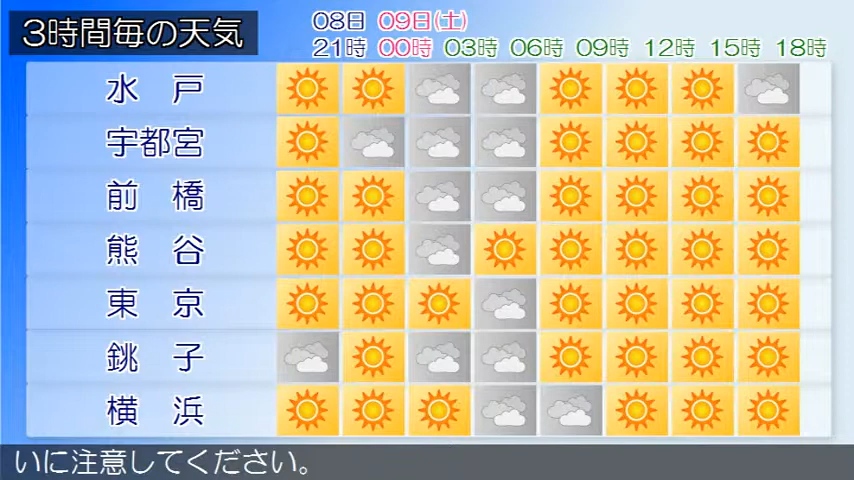 3時間毎の天気
08日 09日(土)
21時 00時 03時 06時 09時 12時 15時 18時
水 戸
宇都宮
前 橋
熊 谷
東 京
銚 子
横 浜
いに注意してください。